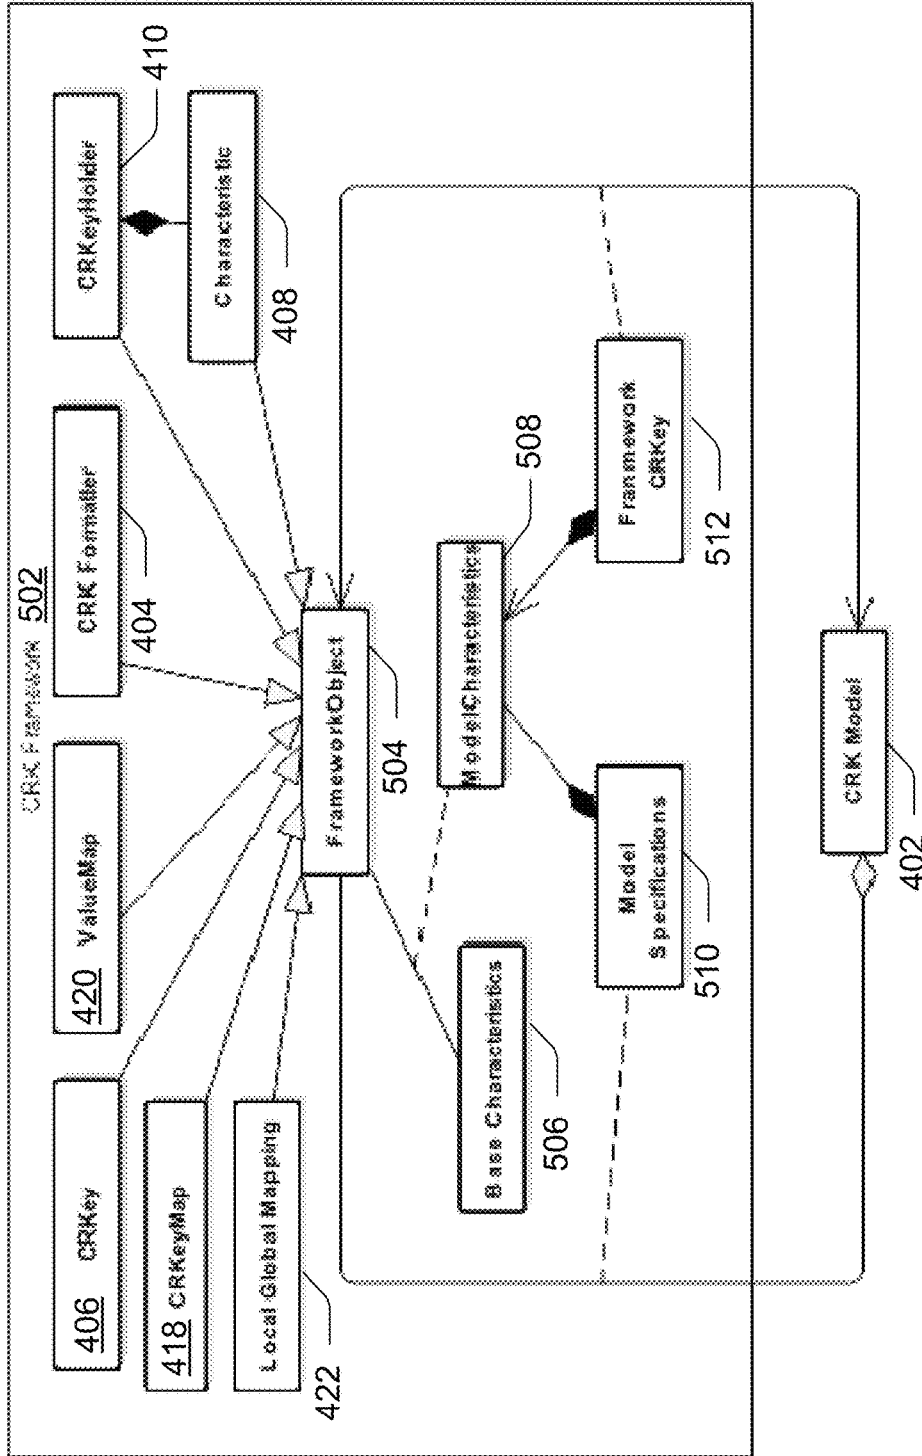 CRK Framework 502
406 CRKey
420 ValueMap
CRK Formatter
404
CRKeyHolder
410
418 CRKeyMap
Characteristic
408
Local Global Mapping
422
FrameworkObject
504
ModelCharacteristics
508
Base Characteristics
506
Model
Specifications
510
Framework
CRKey
512
CRK Model
402